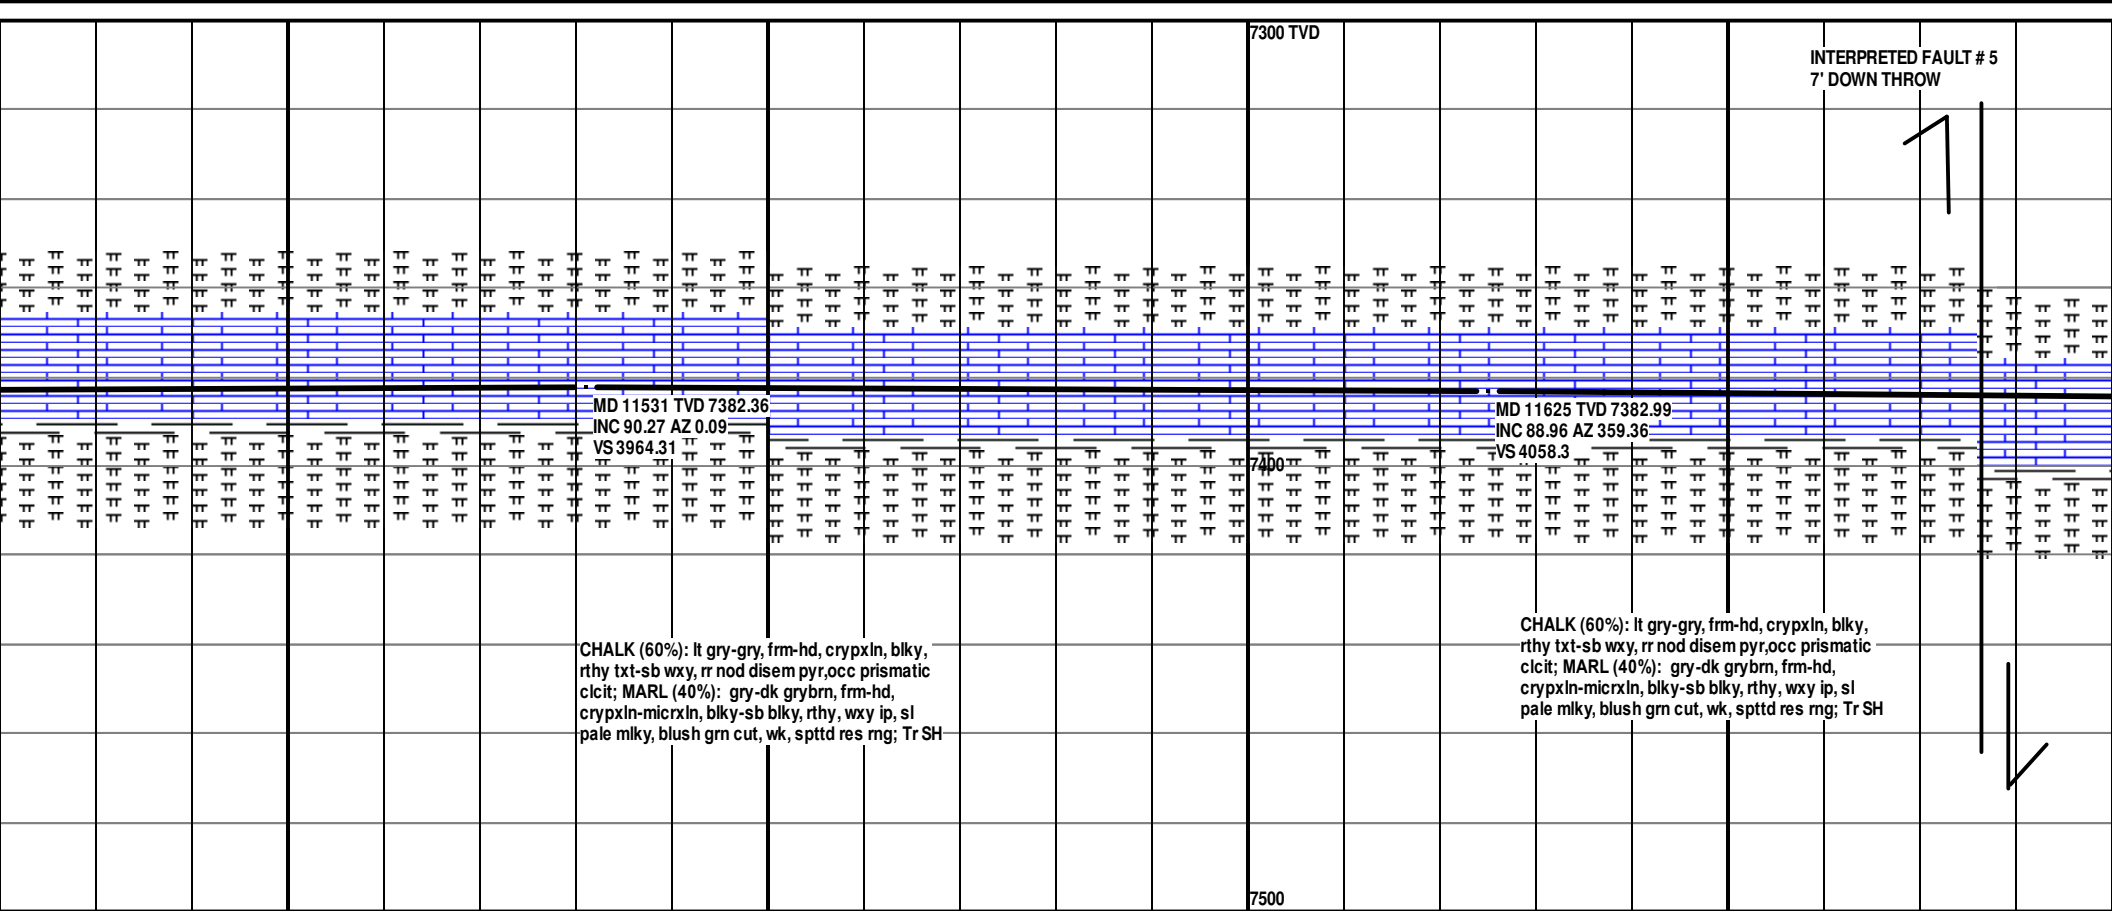 7300 TVD
INTERPRETED FAULT # 5
7' DOWN THROW
MD 11531 TVD 7382.36
INC 90.27 AZ 0.09
VS 3964.31
MD 11625 TVD 7382.99
INC 88.96 AZ 359.36
VS 4058.3
7400
CHALK (60%): lt gry-gry, frm-hd, crypxln, blky,
rthy txt-sb wxy, rr nod disem pyr,occ prismatic
clcit; MARL (40%): gry-dk grybrn, frm-hd,
crypxln-micrxln, blky-sb blky, rthy, wxy ip, sl
pale mlky, blush grn cut, wk, spttd res rng; Tr SH
CHALK (60%): lt gry-gry, frm-hd, crypxln, blky,
rthy txt-sb wxy, rr nod disem pyr,occ prismatic
clcit; MARL (40%): gry-dk grybrn, frm-hd,
crypxln-micrxln, blky-sb blky, rthy, wxy ip, sl
pale mlky, blush grn cut, wk, spttd res rng; Tr SH
7500